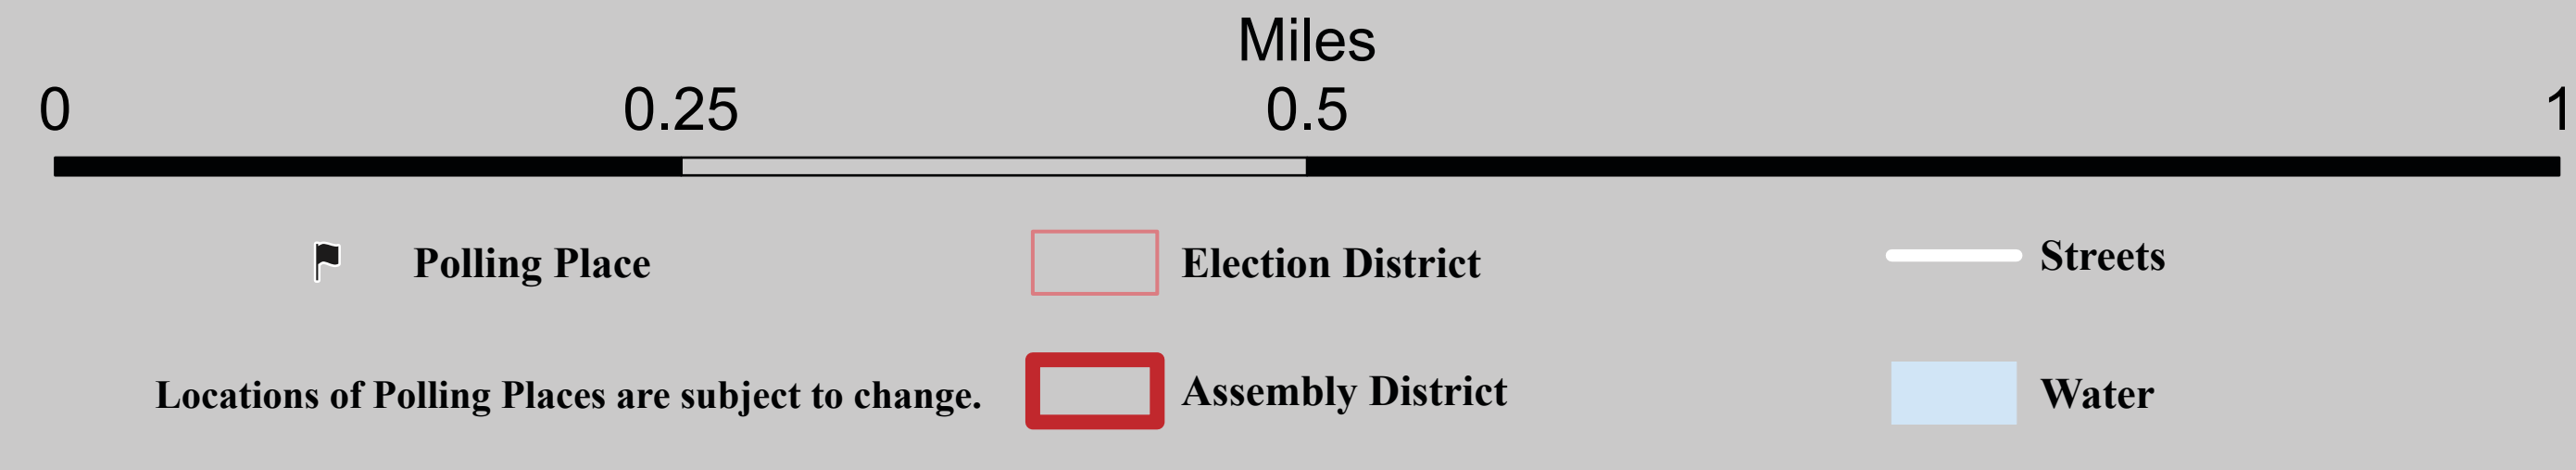 Miles
0 0.25 0.5 1
Polling Place Election District Streets
Locations of Polling Places are subject to change. Assembly District Water